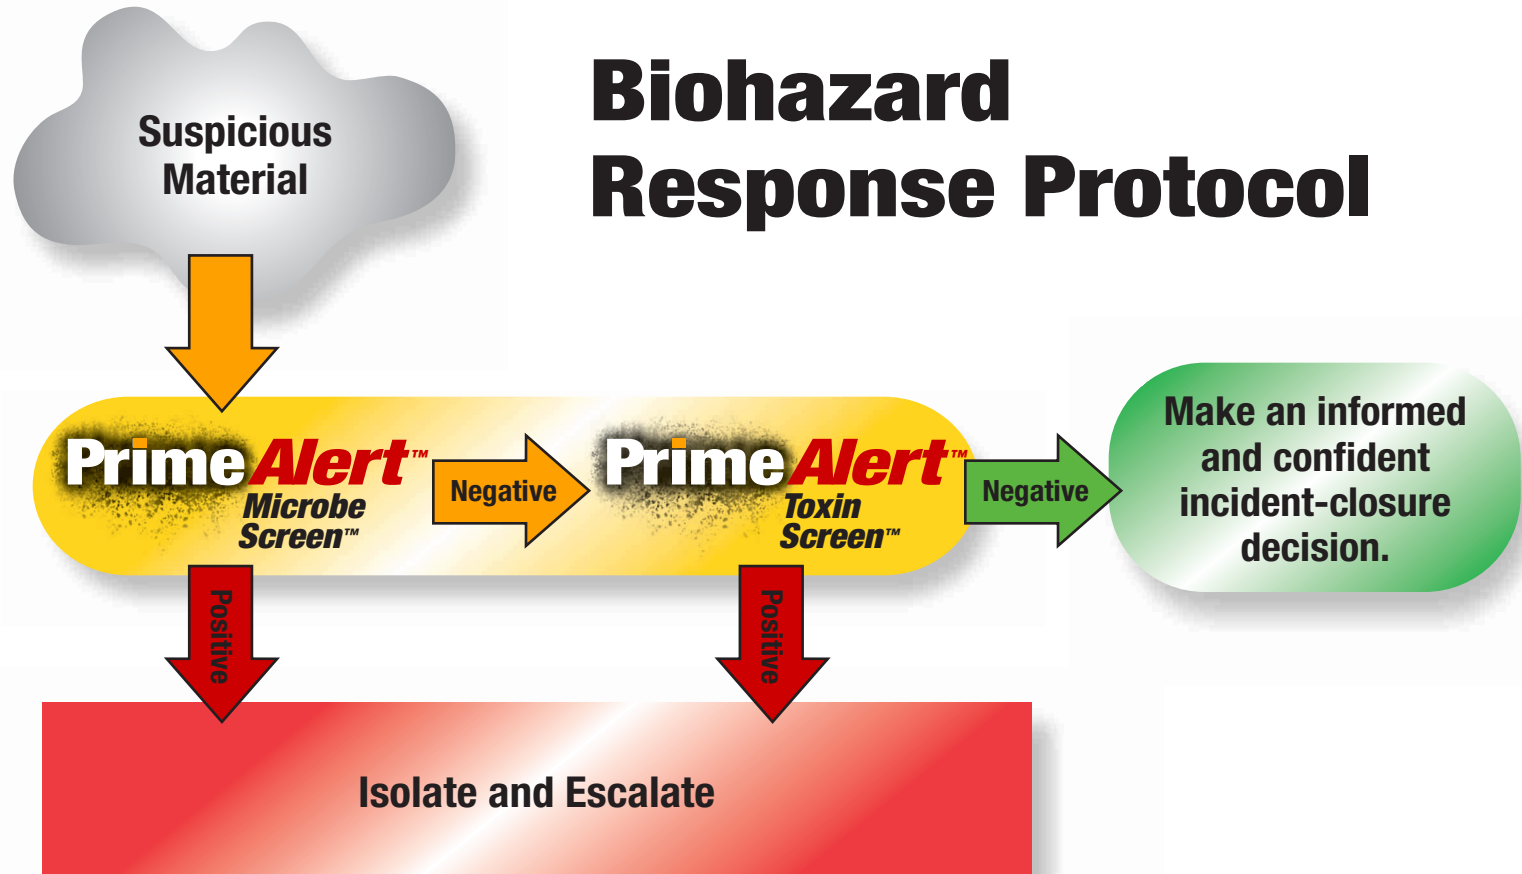 Suspicious
Material
Biohazard
Response Protocol
PrimeAlert™
Microbe
Screen™
Negative
PrimeAlert™
Toxin
Screen™
Negative
Make an informed
and confident
incident-closure
decision.
Positive
Positive
Isolate and Escalate